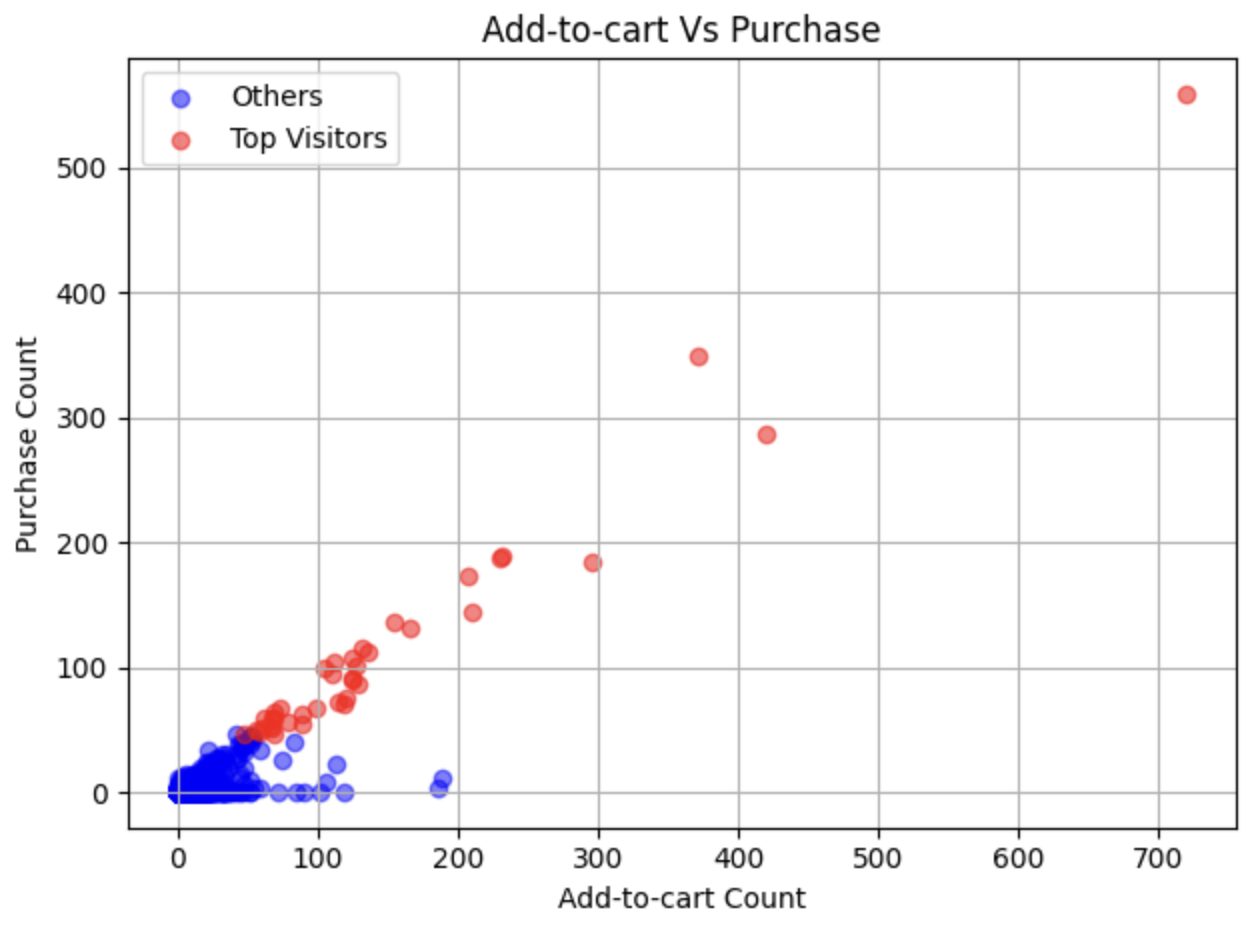 Add-to-cart Vs Purchase
Others
Top Visitors
500
400
300
200
100
0
Purchase Count
0 100 200 300 400 500 600 700
Add-to-cart Count